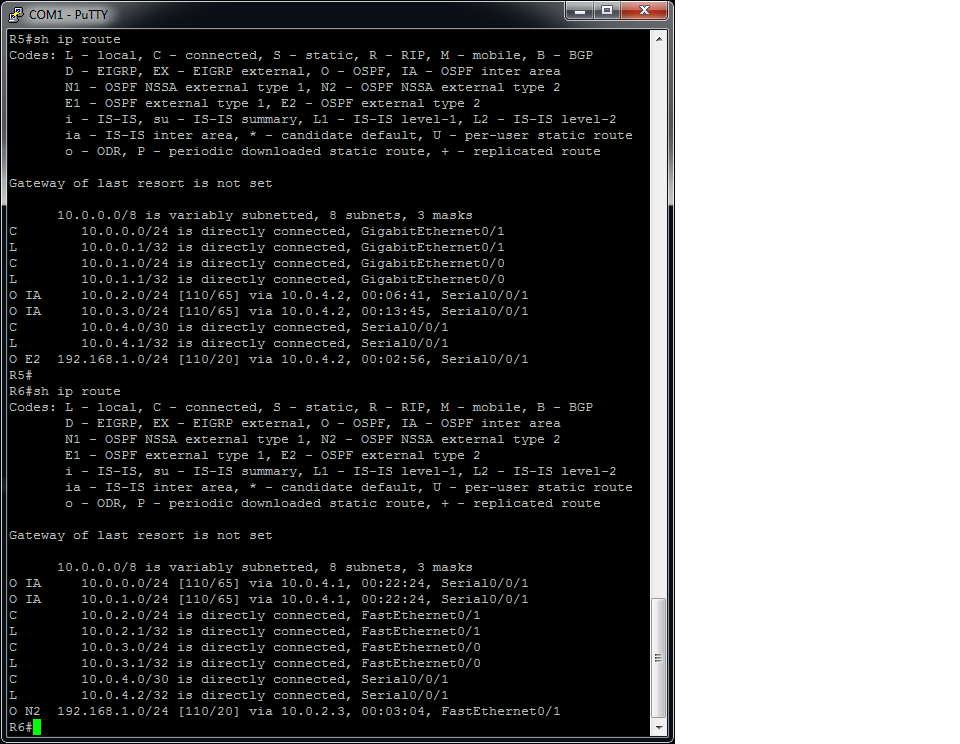 COM1 - PuTTY
R5#sh ip route
Codes: L - local, C - connected, S - static, R - RIP, M - mobile, B - BGP
       D - EIGRP, EX - EIGRP external, O - OSPF, IA - OSPF inter area
       N1 - OSPF NSSA external type 1, N2 - OSPF NSSA external type 2
       E1 - OSPF external type 1, E2 - OSPF external type 2
       i - IS-IS, su - IS-IS summary, L1 - IS-IS level-1, L2 - IS-IS level-2
       ia - IS-IS inter area, * - candidate default, U - per-user static route
       o - ODR, P - periodic downloaded static route, + - replicated route
Gateway of last resort is not set
      10.0.0.0/8 is variably subnetted, 8 subnets, 3 masks
C        10.0.0.0/24 is directly connected, GigabitEthernet0/1
L        10.0.0.1/32 is directly connected, GigabitEthernet0/1
C        10.0.1.0/24 is directly connected, GigabitEthernet0/0
L        10.0.1.1/32 is directly connected, GigabitEthernet0/0
O IA     10.0.2.0/24 [110/65] via 10.0.4.2, 00:06:41, Serial0/0/1
O IA     10.0.3.0/24 [110/65] via 10.0.4.2, 00:13:45, Serial0/0/1
C        10.0.4.0/30 is directly connected, Serial0/0/1
L        10.0.4.1/32 is directly connected, Serial0/0/1
O E2  192.168.1.0/24 [110/20] via 10.0.4.2, 00:02:56, Serial0/0/1
R5#
R6#sh ip route
Codes: L - local, C - connected, S - static, R - RIP, M - mobile, B - BGP
       D - EIGRP, EX - EIGRP external, O - OSPF, IA - OSPF inter area
       N1 - OSPF NSSA external type 1, N2 - OSPF NSSA external type 2
       E1 - OSPF external type 1, E2 - OSPF external type 2
       i - IS-IS, su - IS-IS summary, L1 - IS-IS level-1, L2 - IS-IS level-2
       ia - IS-IS inter area, * - candidate default, U - per-user static route
       o - ODR, P - periodic downloaded static route, + - replicated route
Gateway of last resort is not set
      10.0.0.0/8 is variably subnetted, 8 subnets, 3 masks
O IA     10.0.0.0/24 [110/65] via 10.0.4.1, 00:22:24, Serial0/0/1
O IA     10.0.1.0/24 [110/65] via 10.0.4.1, 00:22:24, Serial0/0/1
C        10.0.2.0/24 is directly connected, FastEthernet0/1
L        10.0.2.1/32 is directly connected, FastEthernet0/1
C        10.0.3.0/24 is directly connected, FastEthernet0/0
L        10.0.3.1/32 is directly connected, FastEthernet0/0
C        10.0.4.0/30 is directly connected, Serial0/0/1
L        10.0.4.2/32 is directly connected, Serial0/0/1
O N2  192.168.1.0/24 [110/20] via 10.0.2.3, 00:03:04, FastEthernet0/1
R6#